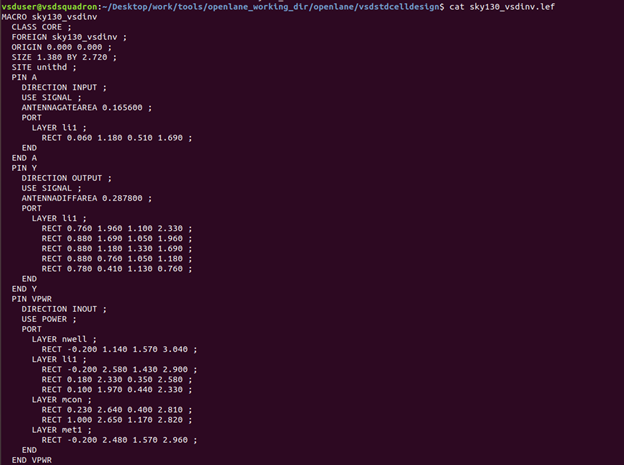 vsduser@vsdsquadron:~/Desktop/work/tools/openlane_working_dir/openlane/vsdstdcelldesign$ cat sky130_vsdinv.lef
MACRO sky130_vsdinv
  CLASS CORE ;
  FOREIGN sky130_vsdinv ;
  ORIGIN 0.000 0.000 ;
  SIZE 1.380 BY 2.720 ;
  SITE unithd ;
  PIN A
    DIRECTION INPUT ;
    USE SIGNAL ;
    ANTENNAGATEAREA 0.165600 ;
    PORT
      LAYER li1 ;
        RECT 0.060 1.180 0.510 1.690 ;
    END
  END A
  PIN Y
    DIRECTION OUTPUT ;
    USE SIGNAL ;
    ANTENNADIFFAREA 0.287800 ;
    PORT
      LAYER li1 ;
        RECT 0.760 1.960 1.100 2.330 ;
        RECT 0.880 1.690 1.050 1.960 ;
        RECT 0.880 1.180 1.330 1.690 ;
        RECT 0.880 0.760 1.050 1.180 ;
        RECT 0.780 0.410 1.130 0.760 ;
    END
  END Y
  PIN VPWR
    DIRECTION INOUT ;
    USE POWER ;
    PORT
      LAYER nwell ;
        RECT -0.200 1.140 1.570 3.040 ;
      LAYER li1 ;
        RECT -0.200 2.580 1.430 2.900 ;
        RECT 0.180 2.330 0.350 2.580 ;
        RECT 0.100 1.970 0.440 2.330 ;
      LAYER mcon ;
        RECT 0.230 2.640 0.400 2.810 ;
        RECT 1.000 2.650 1.170 2.820 ;
      LAYER met1 ;
        RECT -0.200 2.480 1.570 2.960 ;
    END
  END VPWR